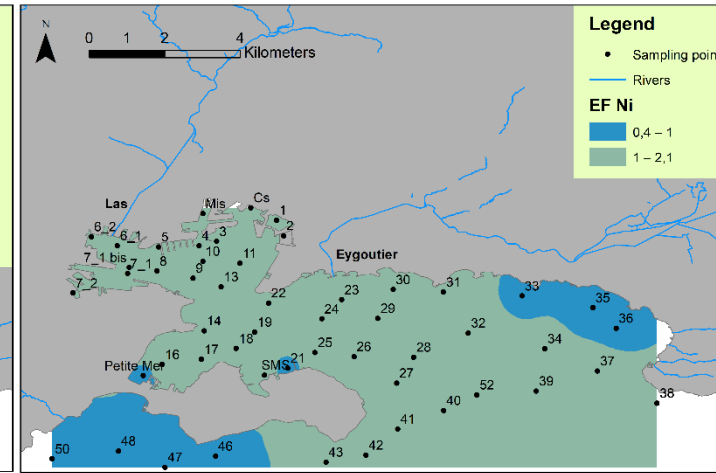 N
0 2 4
Kilometers
Legend
Sampling poin
Rivers
EF Ni
0,4 – 1
1 – 2,1
Las
Mis
Cs
1
2
6_2
6_1
5
4
3
10
11
7_1 bis
7_1
8
9
13
7_2
Eygoutier
22
23
30
31
33
35
24
29
36
14
19
32
34
18
25
26
28
16
17
Petite Mer
SMS
21
27
37
52
39
38
40
41
42
43
50
48
47
46